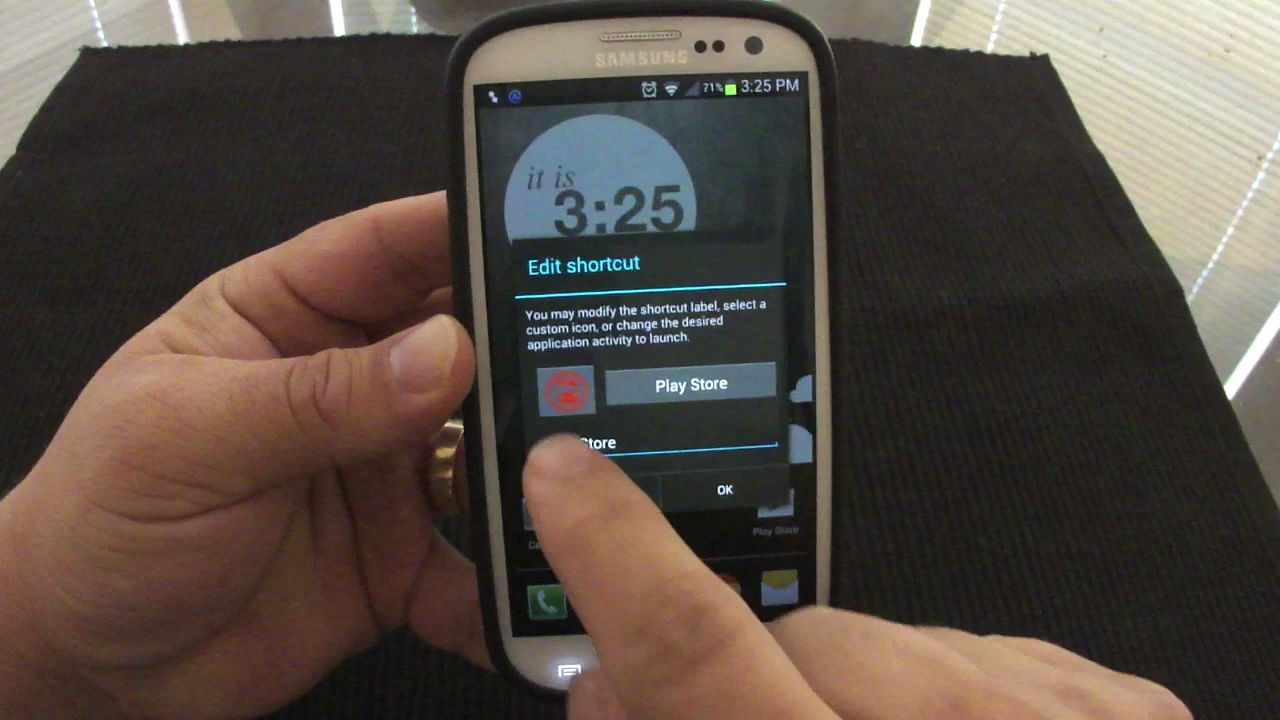 SAMSUNG
71% 3:25 PM
it is
3:25
Edit shortcut
You may modify the shortcut label, select a
custom icon, or change the desired
application activity to launch.
Play Store
Store
OK
Play Store